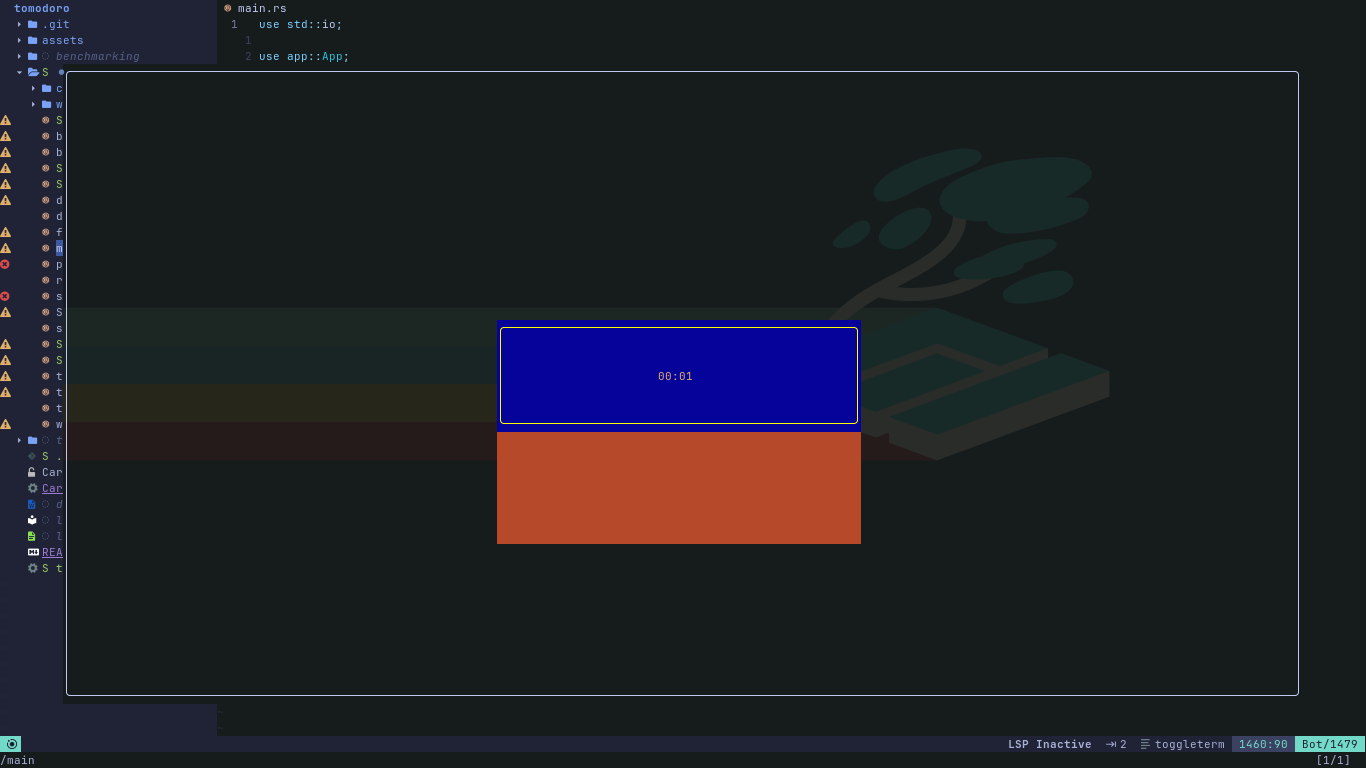 tomodoro
.git
assets
benchmarking
S
c
w
S
b
b
S
S
d
d
f
m
p
r
s
S
s
S
S
t
t
t
w
t
S .
Car
Car
d
l
l
REA
S t
main.rs
1 use std::io;
1
2 use app::App;
00:01
LSP Inactive 2 toggleterm 1460:90 Bot/1479
/main [1/1]